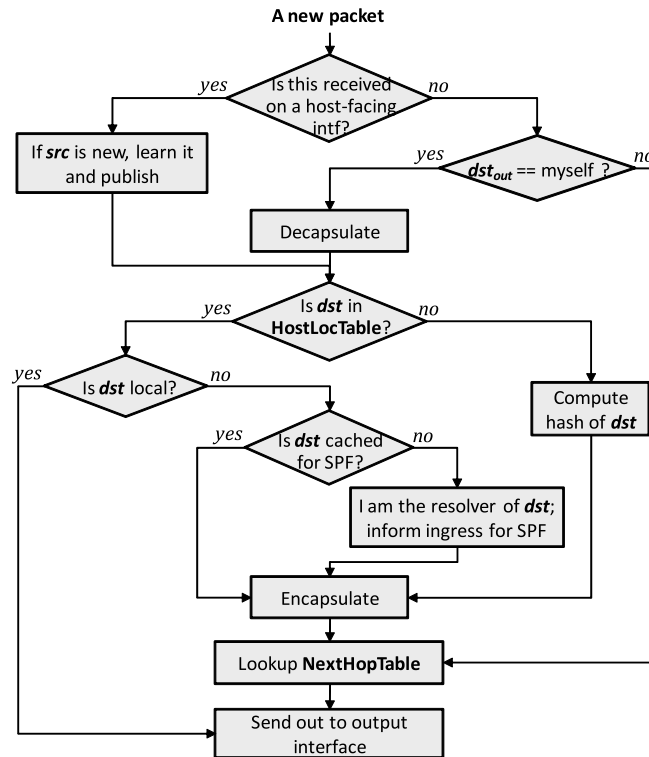 A new packet
yes
Is this received
on a host-facing
intf?
no
If src is new, learn it
and publish
yes
dst_out == myself ?
no
Decapsulate
yes
Is dst in
HostLocTable?
no
yes
Is dst local?
no
Compute
hash of dst
yes
Is dst cached
for SPF?
no
I am the resolver of dst;
inform ingress for SPF
Encapsulate
Lookup NextHopTable
Send out to output
interface